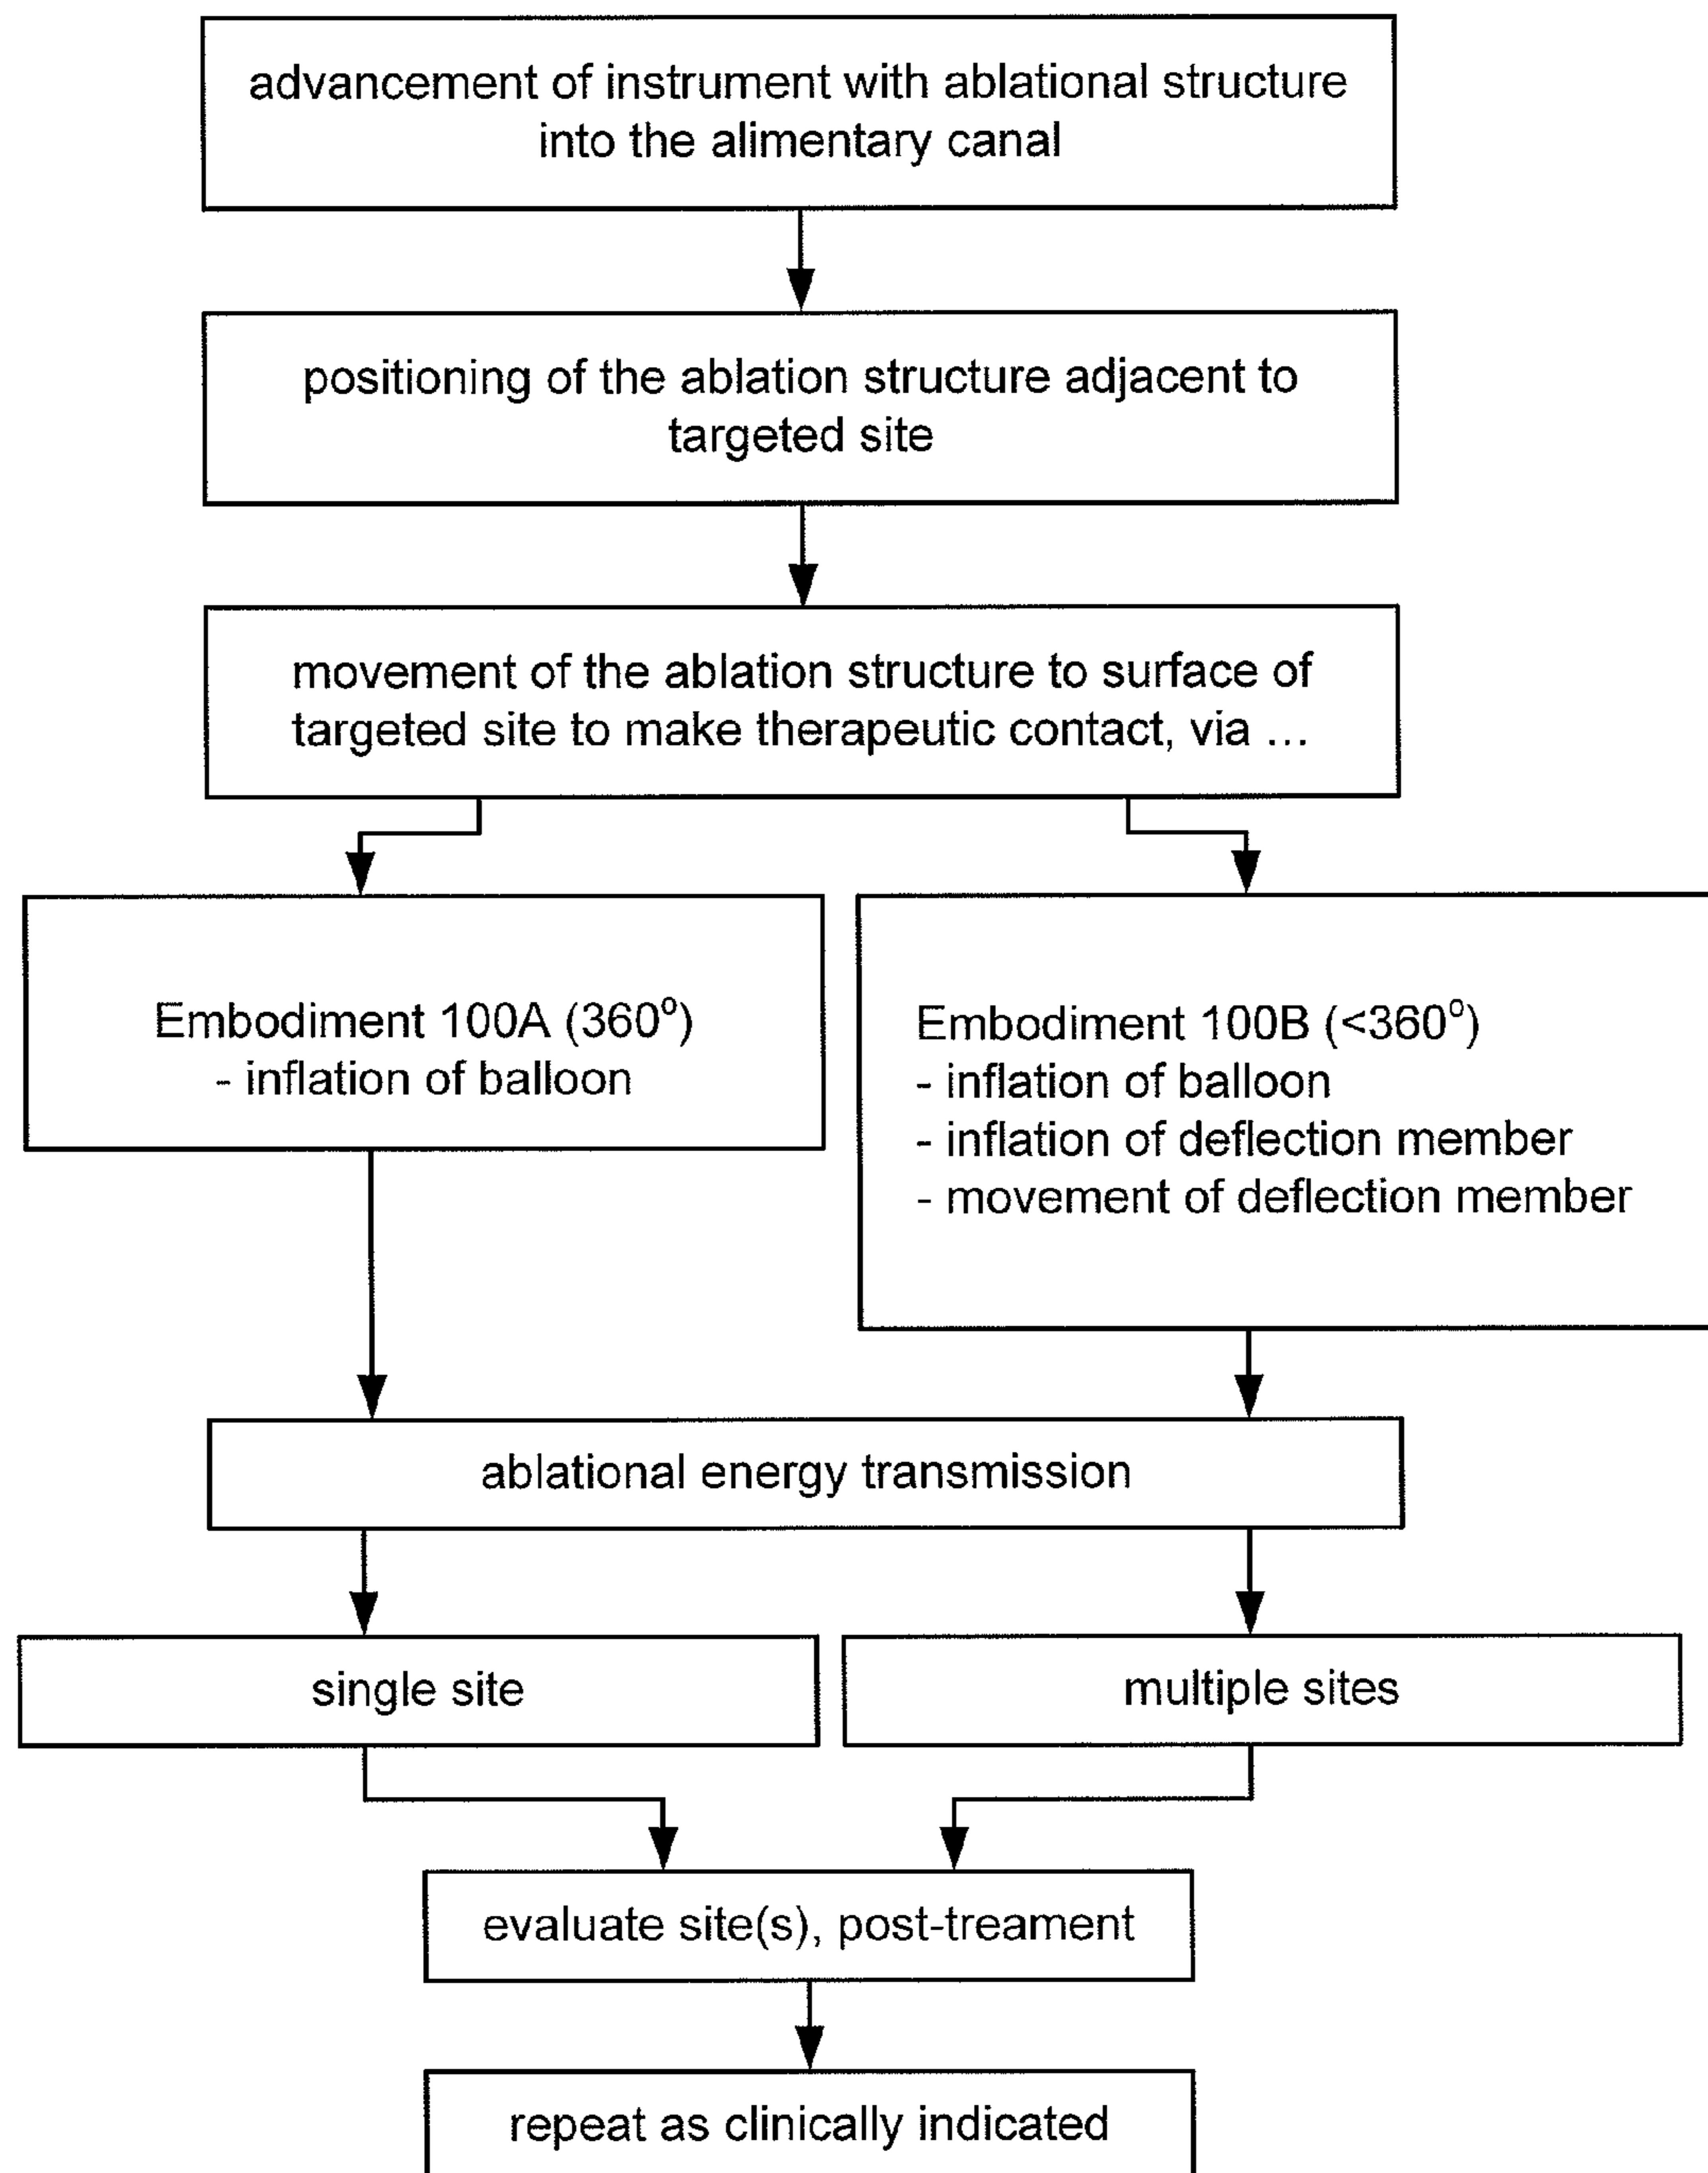 advancement of instrument with ablational structure
into the alimentary canal
positioning of the ablation structure adjacent to
targeted site
movement of the ablation structure to surface of
targeted site to make therapeutic contact, via ...
Embodiment 100A (360°)
- inflation of balloon
Embodiment 100B (<360°)
- inflation of balloon
- inflation of deflection member
- movement of deflection member
ablational energy transmission
single site
multiple sites
evaluate site(s), post-treament
repeat as clinically indicated